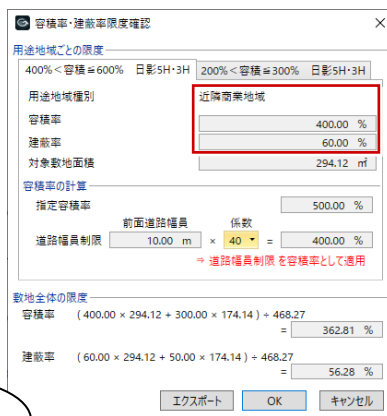 容積率・建蔽率限度確認
用途地域ごとの限度
400%＜容積≦600%　日影5H・3H　200%＜容積≦300%　日影5H・3H
用途地域種別　近隣商業地域
容積率　400.00 %
建蔽率　60.00 %
対象敷地面積　294.12 ㎡
容積率の計算
指定容積率　500.00 %
前面道路幅員　係数
道路幅員制限　10.00 m × 40 = 400.00 %
⇒ 道路幅員制限 を容積率として適用
敷地全体の限度
容積率　( 400.00 × 294.12 + 300.00 × 174.14 ) ÷ 468.27
= 362.81 %
建蔽率　( 60.00 × 294.12 + 50.00 × 174.14 ) ÷ 468.27
= 56.28 %
エクスポート　OK　キャンセル